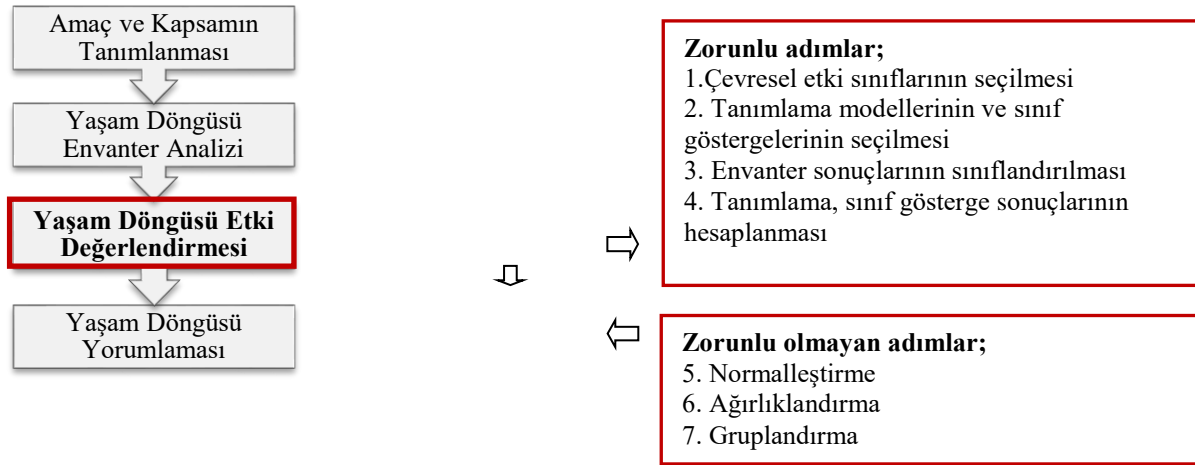 Amaç ve Kapsamın
Tanımlanması
Yaşam Döngüsü
Envanter Analizi
Yaşam Döngüsü Etki
Değerlendirmesi
Yaşam Döngüsü
Yorumlaması
Zorunlu adımlar;
1.Çevresel etki sınıflarının seçilmesi
2. Tanımlama modellerinin ve sınıf
göstergelerinin seçilmesi
3. Envanter sonuçlarının sınıflandırılması
4. Tanımlama, sınıf gösterge sonuçlarının
hesaplanması
Zorunlu olmayan adımlar;
5. Normalleştirme
6. Ağırlıklandırma
7. Gruplandırma